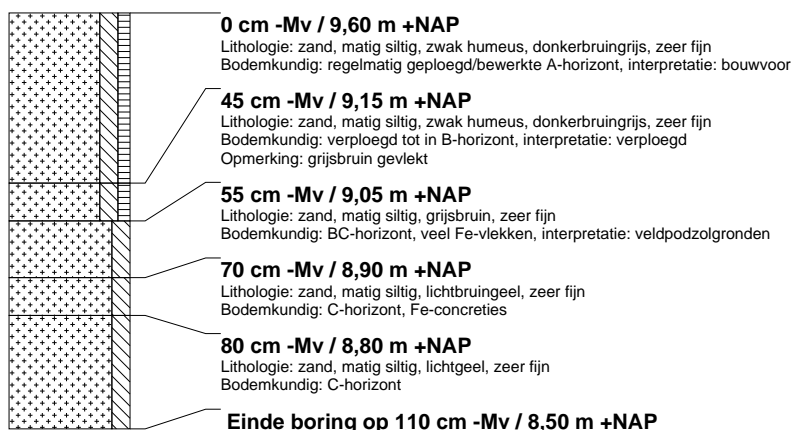 0 cm -Mv / 9,60 m +NAP
Lithologie: zand, matig siltig, zwak humeus, donkerbruingrijs, zeer fijn
Bodemkundig: regelmatig geploegd/bewerkte A-horizont, interpretatie: bouwvoor
45 cm -Mv / 9,15 m +NAP
Lithologie: zand, matig siltig, zwak humeus, donkerbruingrijs, zeer fijn
Bodemkundig: verploegd tot in B-horizont, interpretatie: verploegd
Opmerking: grijsbruin gevlekt
55 cm -Mv / 9,05 m +NAP
Lithologie: zand, matig siltig, grijsbruin, zeer fijn
Bodemkundig: BC-horizont, veel Fe-vlekken, interpretatie: veldpodzolgronden
70 cm -Mv / 8,90 m +NAP
Lithologie: zand, matig siltig, lichtbruingeel, zeer fijn
Bodemkundig: C-horizont, Fe-concreties
80 cm -Mv / 8,80 m +NAP
Lithologie: zand, matig siltig, lichtgeel, zeer fijn
Bodemkundig: C-horizont
Einde boring op 110 cm -Mv / 8,50 m +NAP